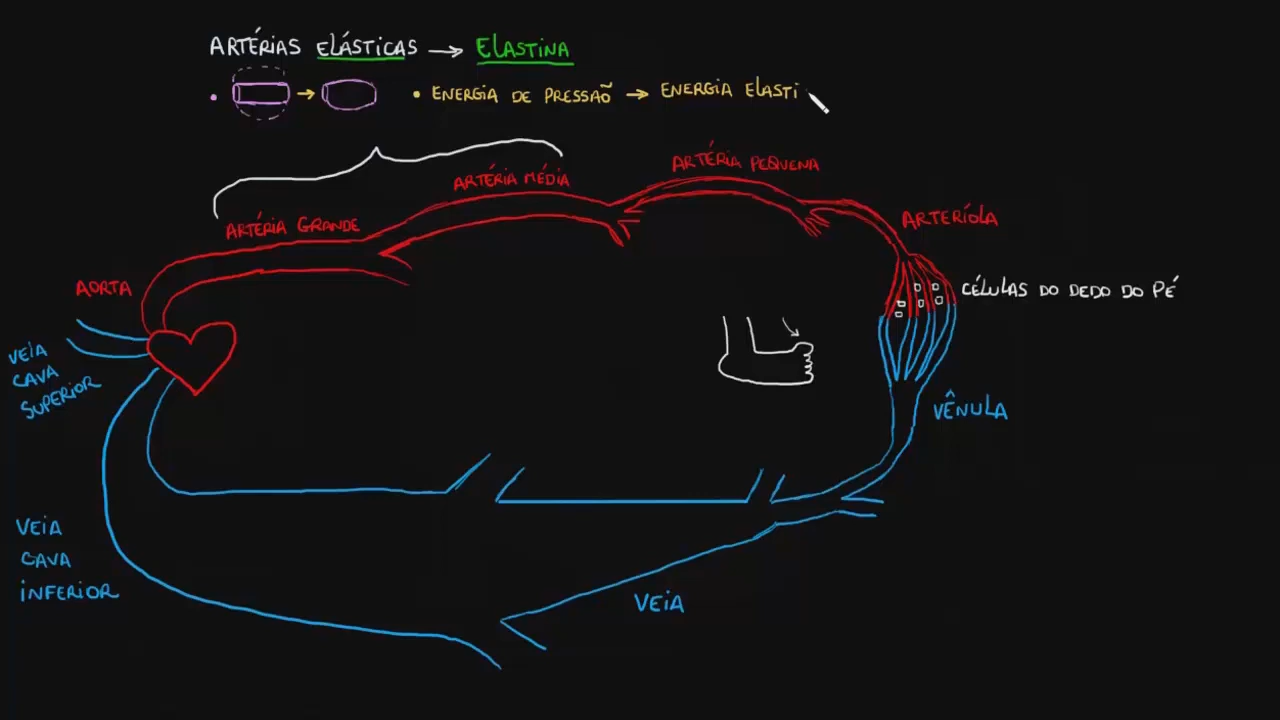 ARTÉRIAS ELÁSTICAS → ELASTINA
• → • ENERGIA DE PRESSÃO → ENERGIA ELASTI
ARTÉRIA PEQUENA
ARTÉRIA MÉDIA
ARTÉRIA GRANDE
ARTERÍOLA
AORTA
CÉLULAS DO DEDO DO PÉ
VEIA
CAVA
SUPERIOR
VÊNULA
VEIA
CAVA
INFERIOR
VEIA